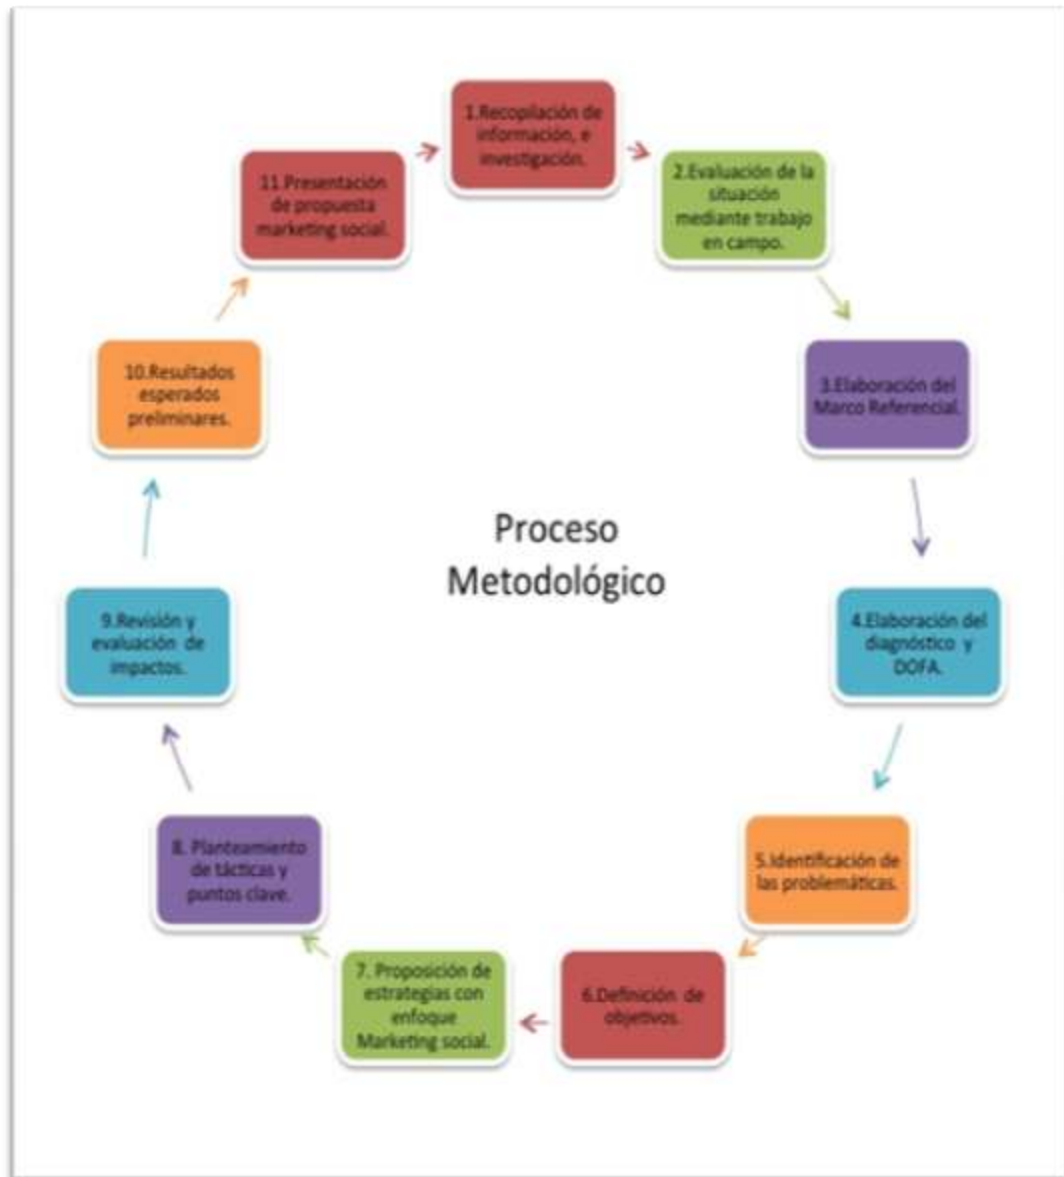 1.Recopilación de
información, e
investigación.
2.Evaluación de la
situación
mediante trabajo
en campo.
3.Elaboración del
Marco Referencial.
4.Elaboración del
diagnóstico y
DOFA.
5.Identificación de
las problemáticas.
6.Definición de
objetivos.
7. Proposición de
estrategias con
enfoque
Marketing social.
8. Planteamiento
de tácticas y
puntos clave.
9.Revisión y
evaluación de
impactos.
10.Resultados
esperados
preliminares.
11.Presentación
de propuesta
marketing social.
Proceso
Metodológico